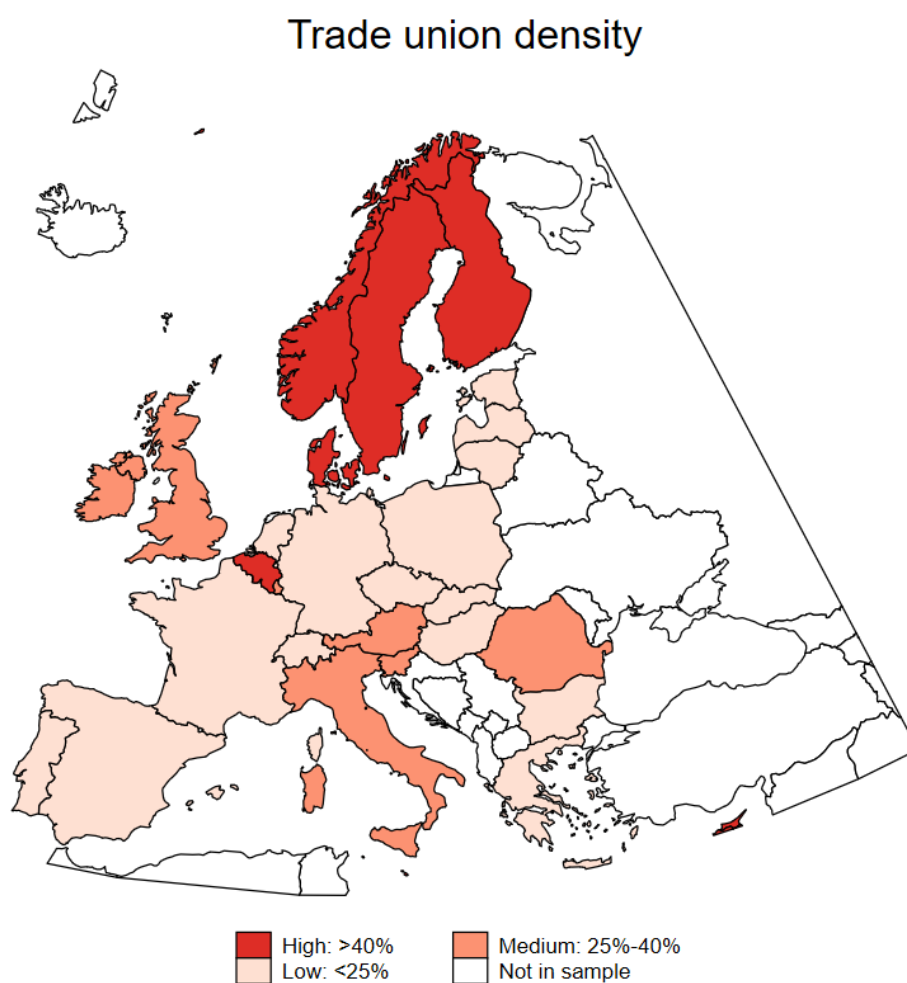 Trade union density
High: >40%
Medium: 25%-40%
Low: <25%
Not in sample